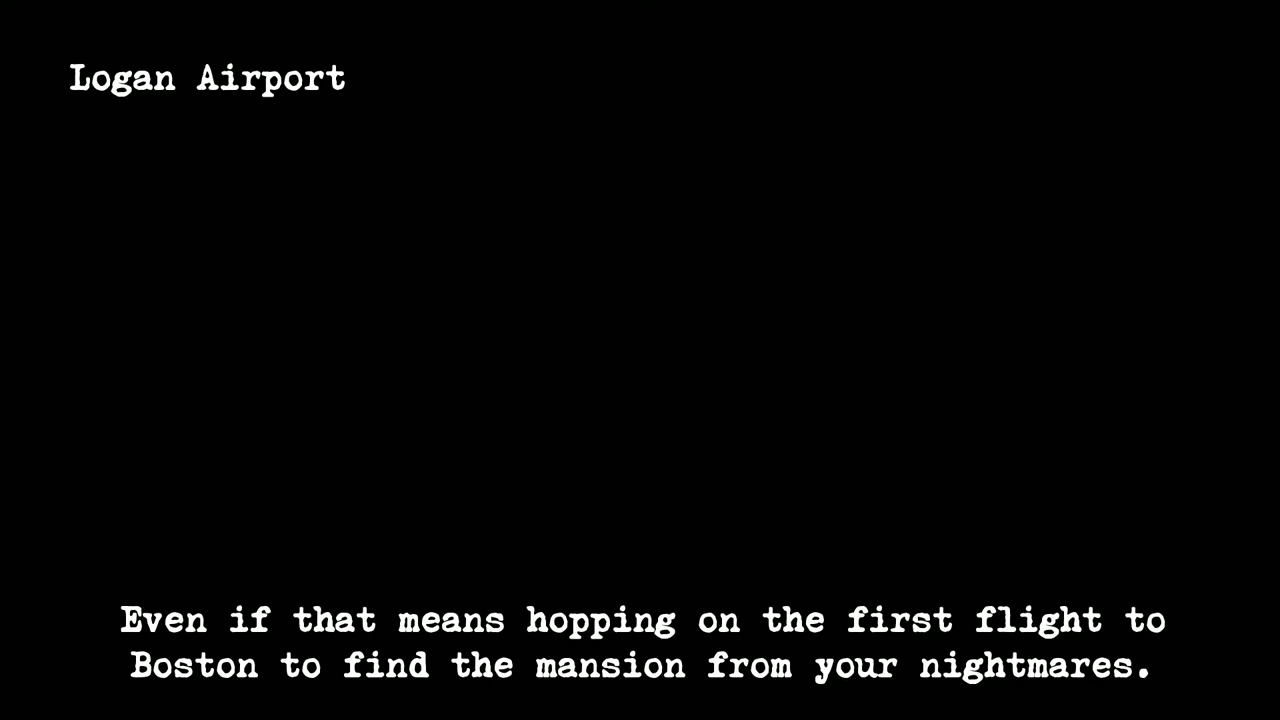 Logan Airport
Even if that means hopping on the first flight to
Boston to find the mansion from your nightmares.